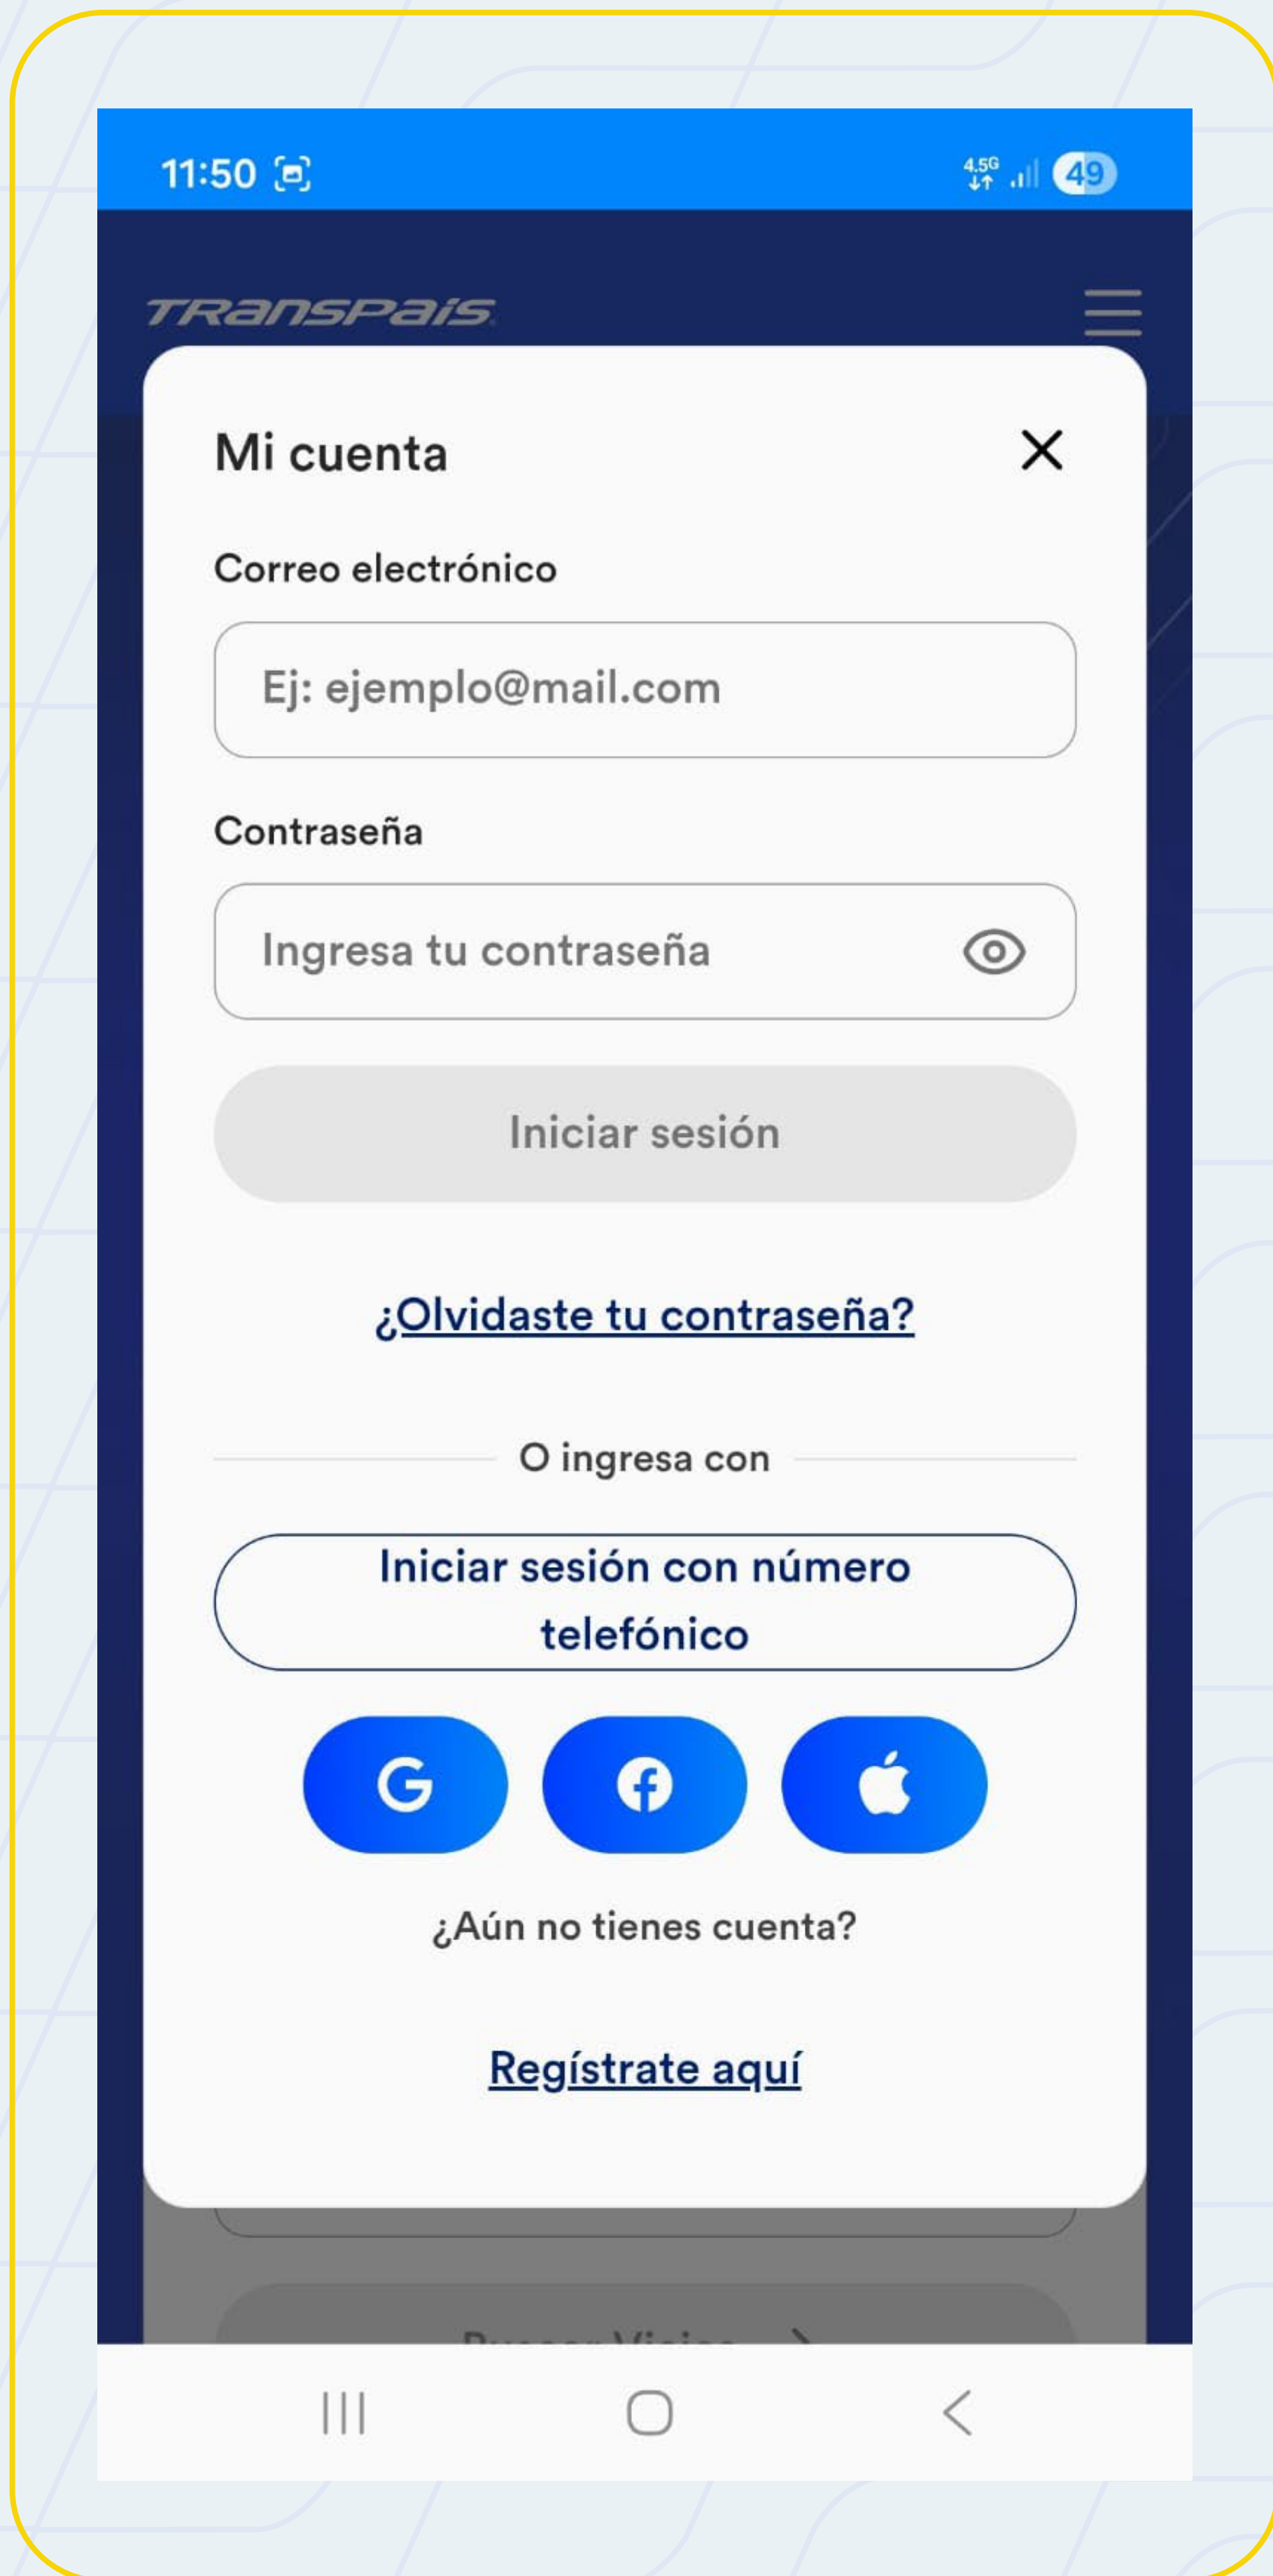 11:50
4.5G
49
TRANSPAÍS
Mi cuenta
Correo electrónico
Ej: ejemplo@mail.com
Contraseña
Ingresa tu contraseña
Iniciar sesión
¿Olvidaste tu contraseña?
O ingresa con
Iniciar sesión con número
telefónico
¿Aún no tienes cuenta?
Regístrate aquí